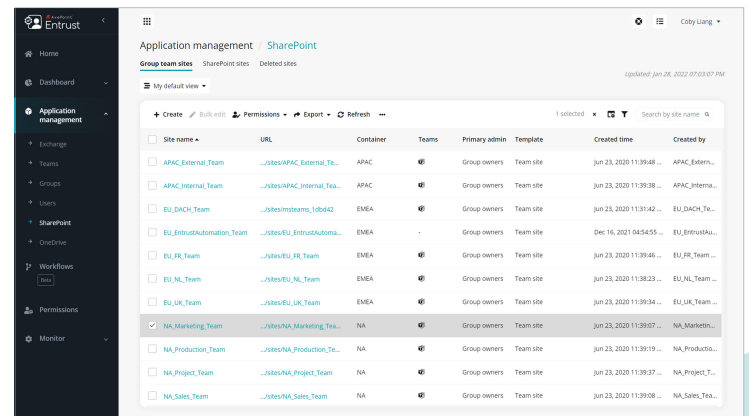 AvePoint
Entrust
Coby Liang
Home
Dashboard
Application management
Exchange
Teams
Groups
Users
SharePoint
OneDrive
Workflows
Beta
Permissions
Monitor
Application management / SharePoint
Group team sites SharePoint sites Deleted sites
Updated: Jan 28, 2022 07:03:07 PM
My default view
+ Create Bulk edit Permissions Export Refresh ••• 1 selected × Search by site name
Site name URL Container Teams Primary admin Template Created time Created by
APAC_External_Team .../sites/APAC_External_Te... APAC Group owners Team site Jun 23, 2020 11:39:48 ... APAC_Extern...
APAC_Internal_Team .../sites/APAC_Internal_Tea... APAC Group owners Team site Jun 23, 2020 11:39:38 ... APAC_Interna...
EU_DACH_Team .../sites/msteams_1dbd42 EMEA Group owners Team site Jun 23, 2020 11:31:42 ... EU_DACH_Te...
EU_EntrustAutomation_Team .../sites/EU_EntrustAutoma... EMEA - Group owners Team site Dec 16, 2021 04:54:55 ... EU_EntrustAu...
EU_FR_Team .../sites/EU_FR_Team EMEA Group owners Team site Jun 23, 2020 11:39:46 ... EU_FR_Team ...
EU_NL_Team .../sites/EU_NL_Team EMEA Group owners Team site Jun 23, 2020 11:38:23 ... EU_NL_Team ...
EU_UK_Team .../sites/EU_UK_Team EMEA Group owners Team site Jun 23, 2020 11:39:34 ... EU_UK_Team ...
NA_Marketing_Team .../sites/NA_Marketing_Tea... NA Group owners Team site Jun 23, 2020 11:39:07 ... NA_Marketin...
NA_Production_Team .../sites/NA_Production_Te... NA Group owners Team site Jun 23, 2020 11:39:19 ... NA_Productio...
NA_Project_Team .../sites/NA_Project_Team NA Group owners Team site Jun 23, 2020 11:39:37 ... NA_Project_T...
NA_Sales_Team .../sites/NA_Sales_Team NA Group owners Team site Jun 23, 2020 11:39:08 ... NA_Sales_Tea...